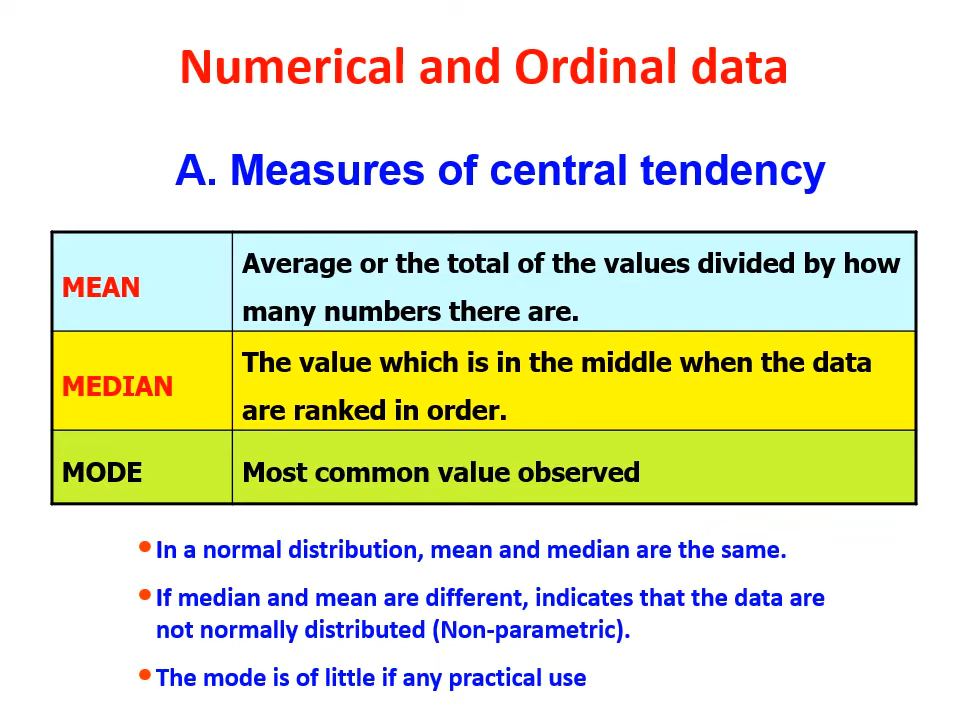 Numerical and Ordinal data
A. Measures of central tendency
MEAN
Average or the total of the values divided by how
many numbers there are.
MEDIAN
The value which is in the middle when the data
are ranked in order.
MODE
Most common value observed
• In a normal distribution, mean and median are the same.
• If median and mean are different, indicates that the data are
not normally distributed (Non-parametric).
• The mode is of little if any practical use